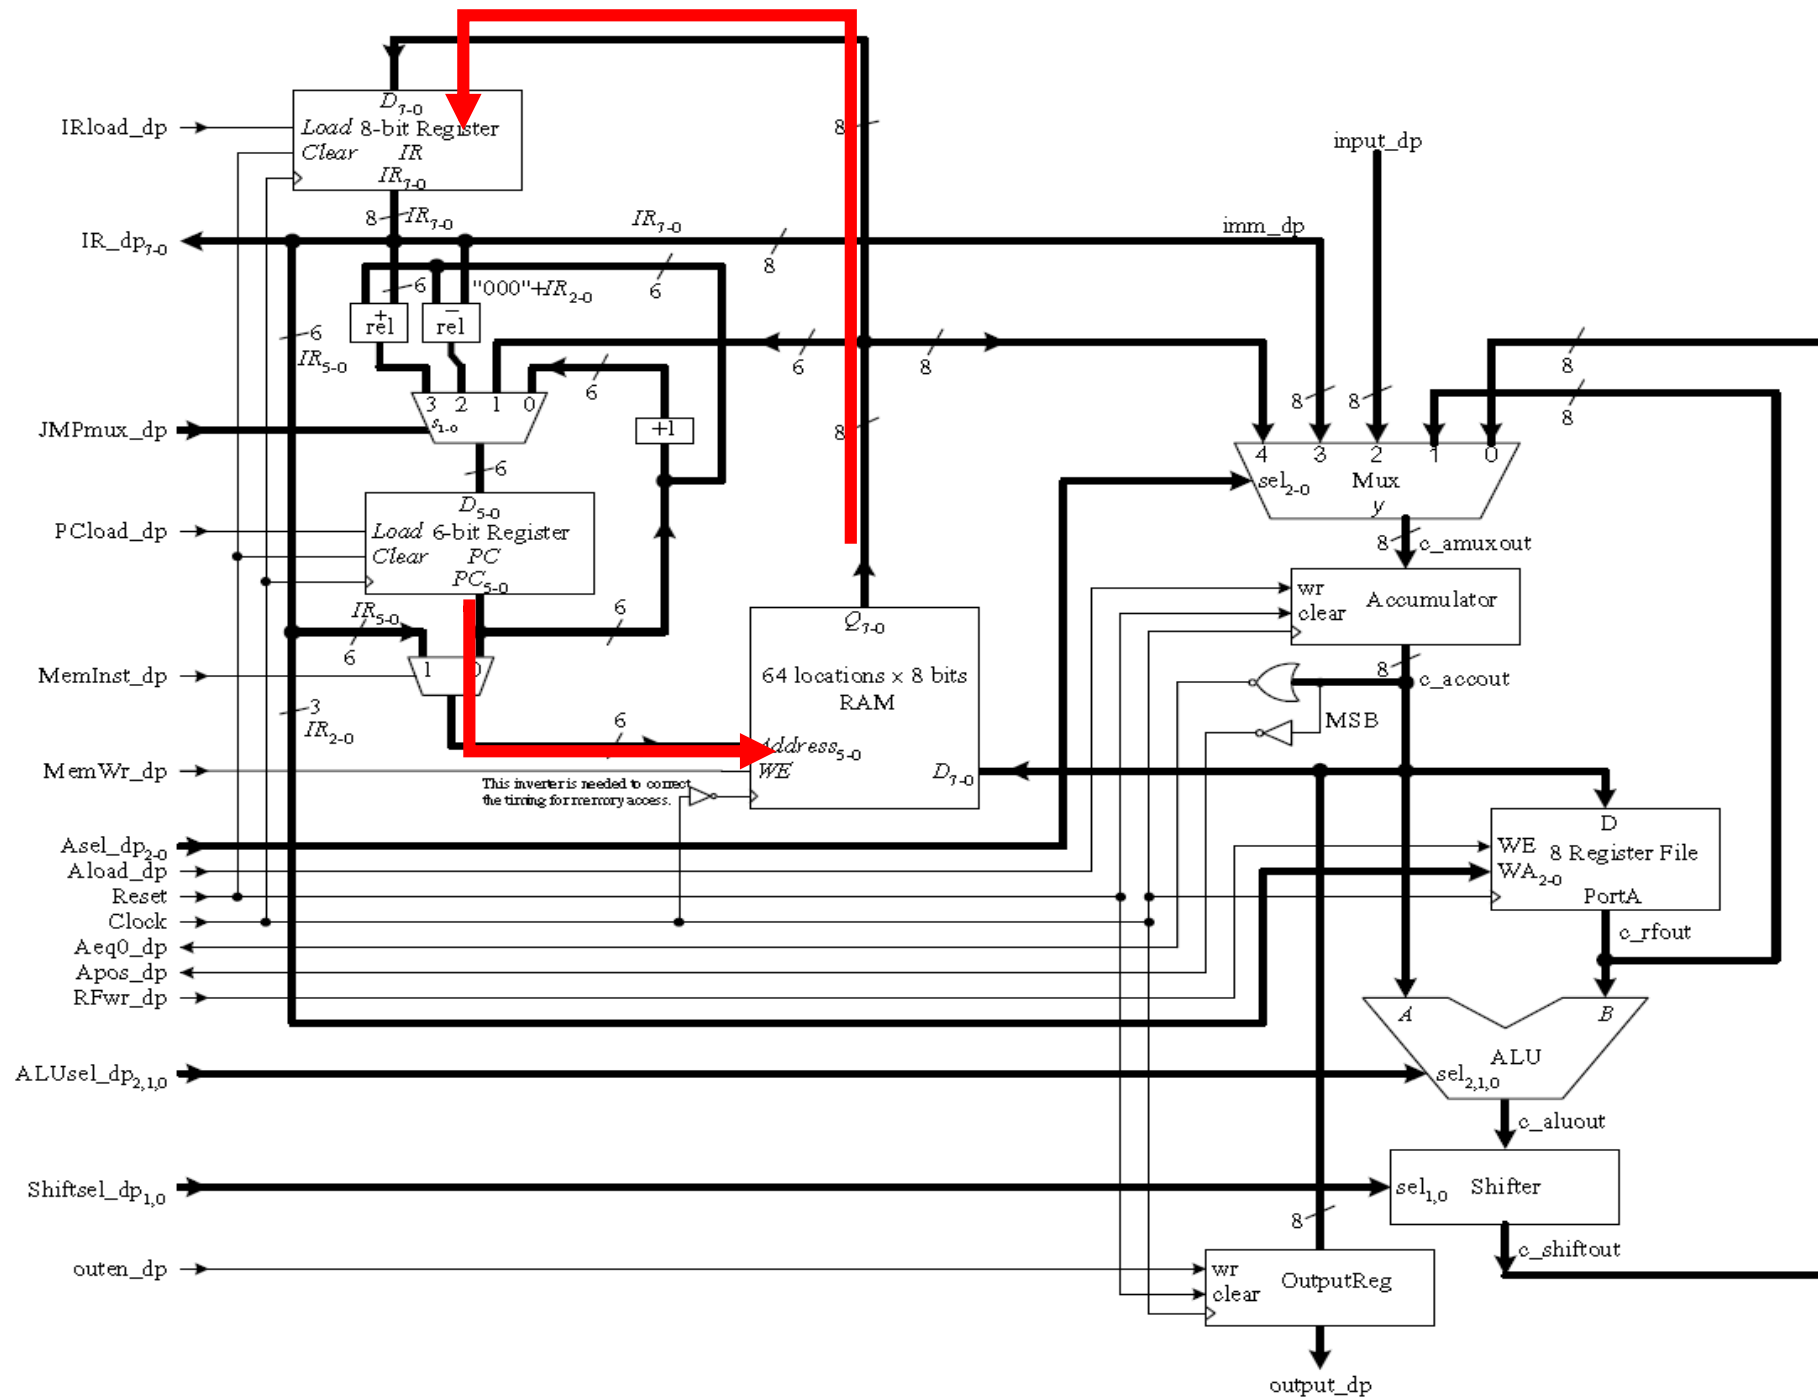 D7-0
IRload_dp
Load 8-bit Register
Clear IR
IR7-0
8
8
input_dp
8 IR7-0
IR7-0
imm_dp
IR_dp7-0
8
6
6
"000"+IR2-0
+
rel
−
rel
6
IR5-0
6
6
8
8
8
8
8
3 2 1 0
s1-0
JMPmux_dp
+1
8
4 3 2 1 0
sel2-0 Mux
y
6
D5-0
PCload_dp
Load 6-bit Register
Clear PC
PC5-0
8 c_amuxout
wr Accumulator
clear
IR5-0
6
6
Q7-0
1 0
MemInst_dp
64 locations × 8 bits
RAM
8
c_accout
3
IR2-0
6
MSB
Address5-0
MemWr_dp
WE
D7-0
This inverter is needed to correct
the timing for memory access.
D
Asel_dp2-0
WE 8 Register File
Aload_dp
WA2-0
Reset
PortA
Clock
c_rfout
Aeq0_dp
Apos_dp
RFwr_dp
A B
ALU
ALUsel_dp2,1,0
sel2,1,0
c_aluout
Shiftsel_dp1,0
sel1,0 Shifter
8
c_shiftout
outen_dp
wr OutputReg
clear
output_dp